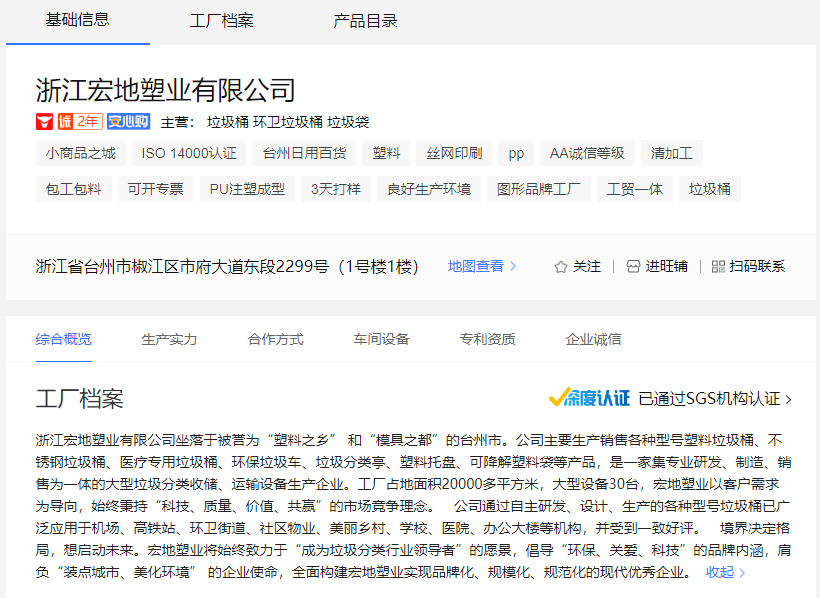 基础信息 工厂档案 产品目录
浙江宏地塑业有限公司
诚 2年 安心购 主营: 垃圾桶 环卫垃圾桶 垃圾袋
小商品之城 ISO 14000认证 台州日用百货 塑料 丝网印刷 pp AA诚信等级 清加工
包工包料 可开专票 PU注塑成型 3天打样 良好生产环境 图形品牌工厂 工贸一体 垃圾桶
浙江省台州市椒江区市府大道东段2299号（1号楼1楼） 地图查看 > 关注 | 进旺铺 | 扫码联系
综合概览 生产实力 合作方式 车间设备 专利资质 企业诚信
工厂档案 深度认证 已通过SGS机构认证 >
浙江宏地塑业有限公司坐落于被誉为“塑料之乡” 和“模具之都”的台州市。公司主要生产销售各种型号塑料垃圾桶、不
锈钢垃圾桶、医疗专用垃圾桶、环保垃圾车、垃圾分类亭、塑料托盘、可降解塑料袋等产品，是一家集专业研发、制造、销
售为一体的大型垃圾分类收储、运输设备生产企业。工厂占地面积20000多平方米，大型设备30台，宏地塑业以客户需求
为导向，始终秉持“科技、质量、价值、共赢”的市场竞争理念。 公司通过自主研发、设计、生产的各种型号垃圾桶已广
泛应用于机场、高铁站、环卫街道、社区物业、美丽乡村、学校、医院、办公大楼等机构，并受到一致好评。 境界决定格
局，想启动未来。宏地塑业将始终致力于“成为垃圾分类行业领导者”的愿景，倡导“环保、关爱、科技”的品牌内涵，肩
负“装点城市、美化环境” 的企业使命，全面构建宏地塑业实现品牌化、规模化、规范化的现代优秀企业。 收起 >